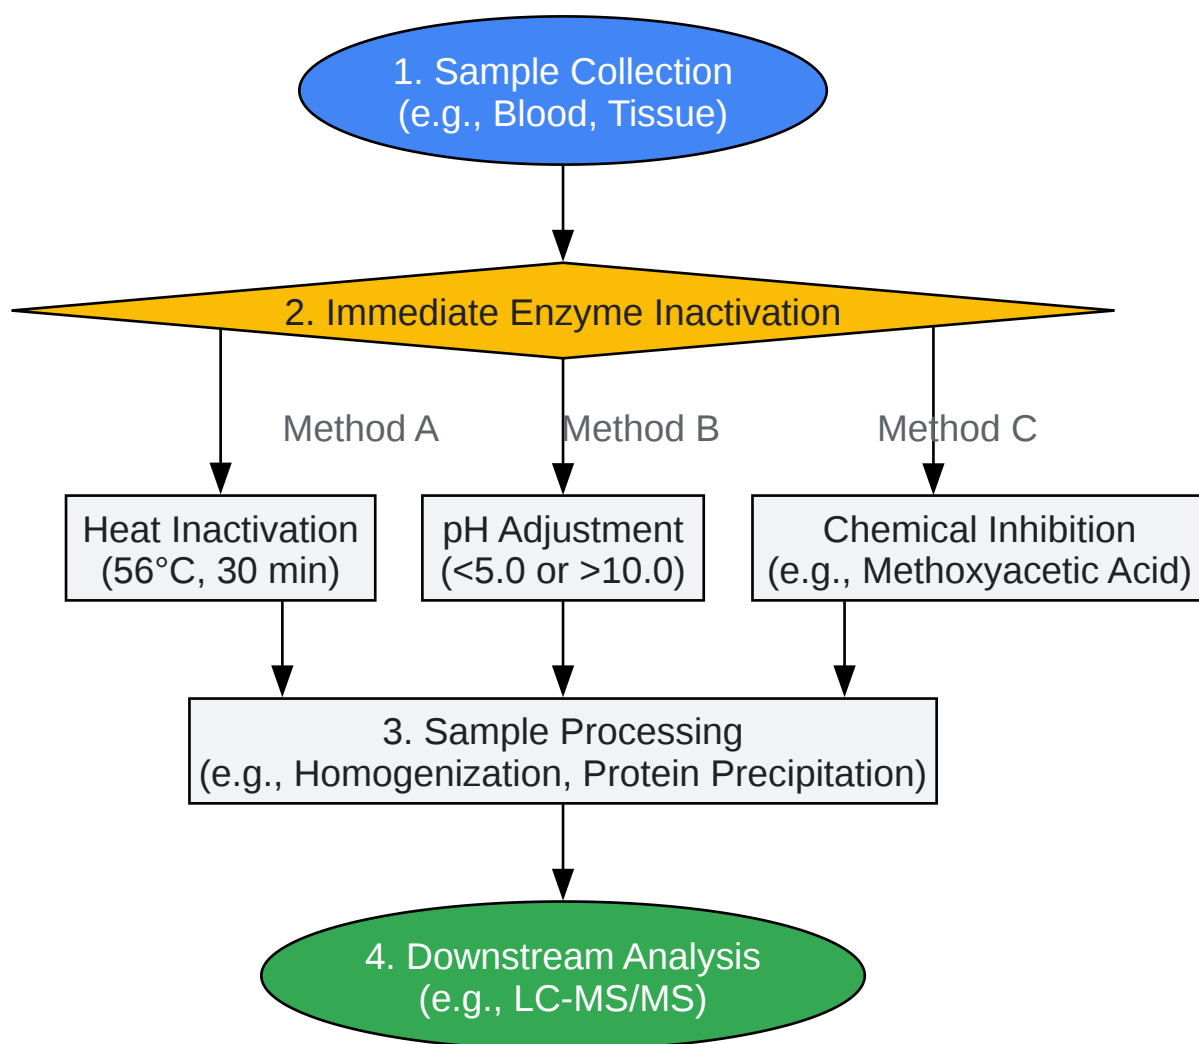 1. Sample Collection
(e.g., Blood, Tissue)
2. Immediate Enzyme Inactivation
Method A
Method B
Method C
Heat Inactivation
(56°C, 30 min)
pH Adjustment
(<5.0 or >10.0)
Chemical Inhibition
(e.g., Methoxyacetic Acid)
3. Sample Processing
(e.g., Homogenization, Protein Precipitation)
4. Downstream Analysis
(e.g., LC-MS/MS)